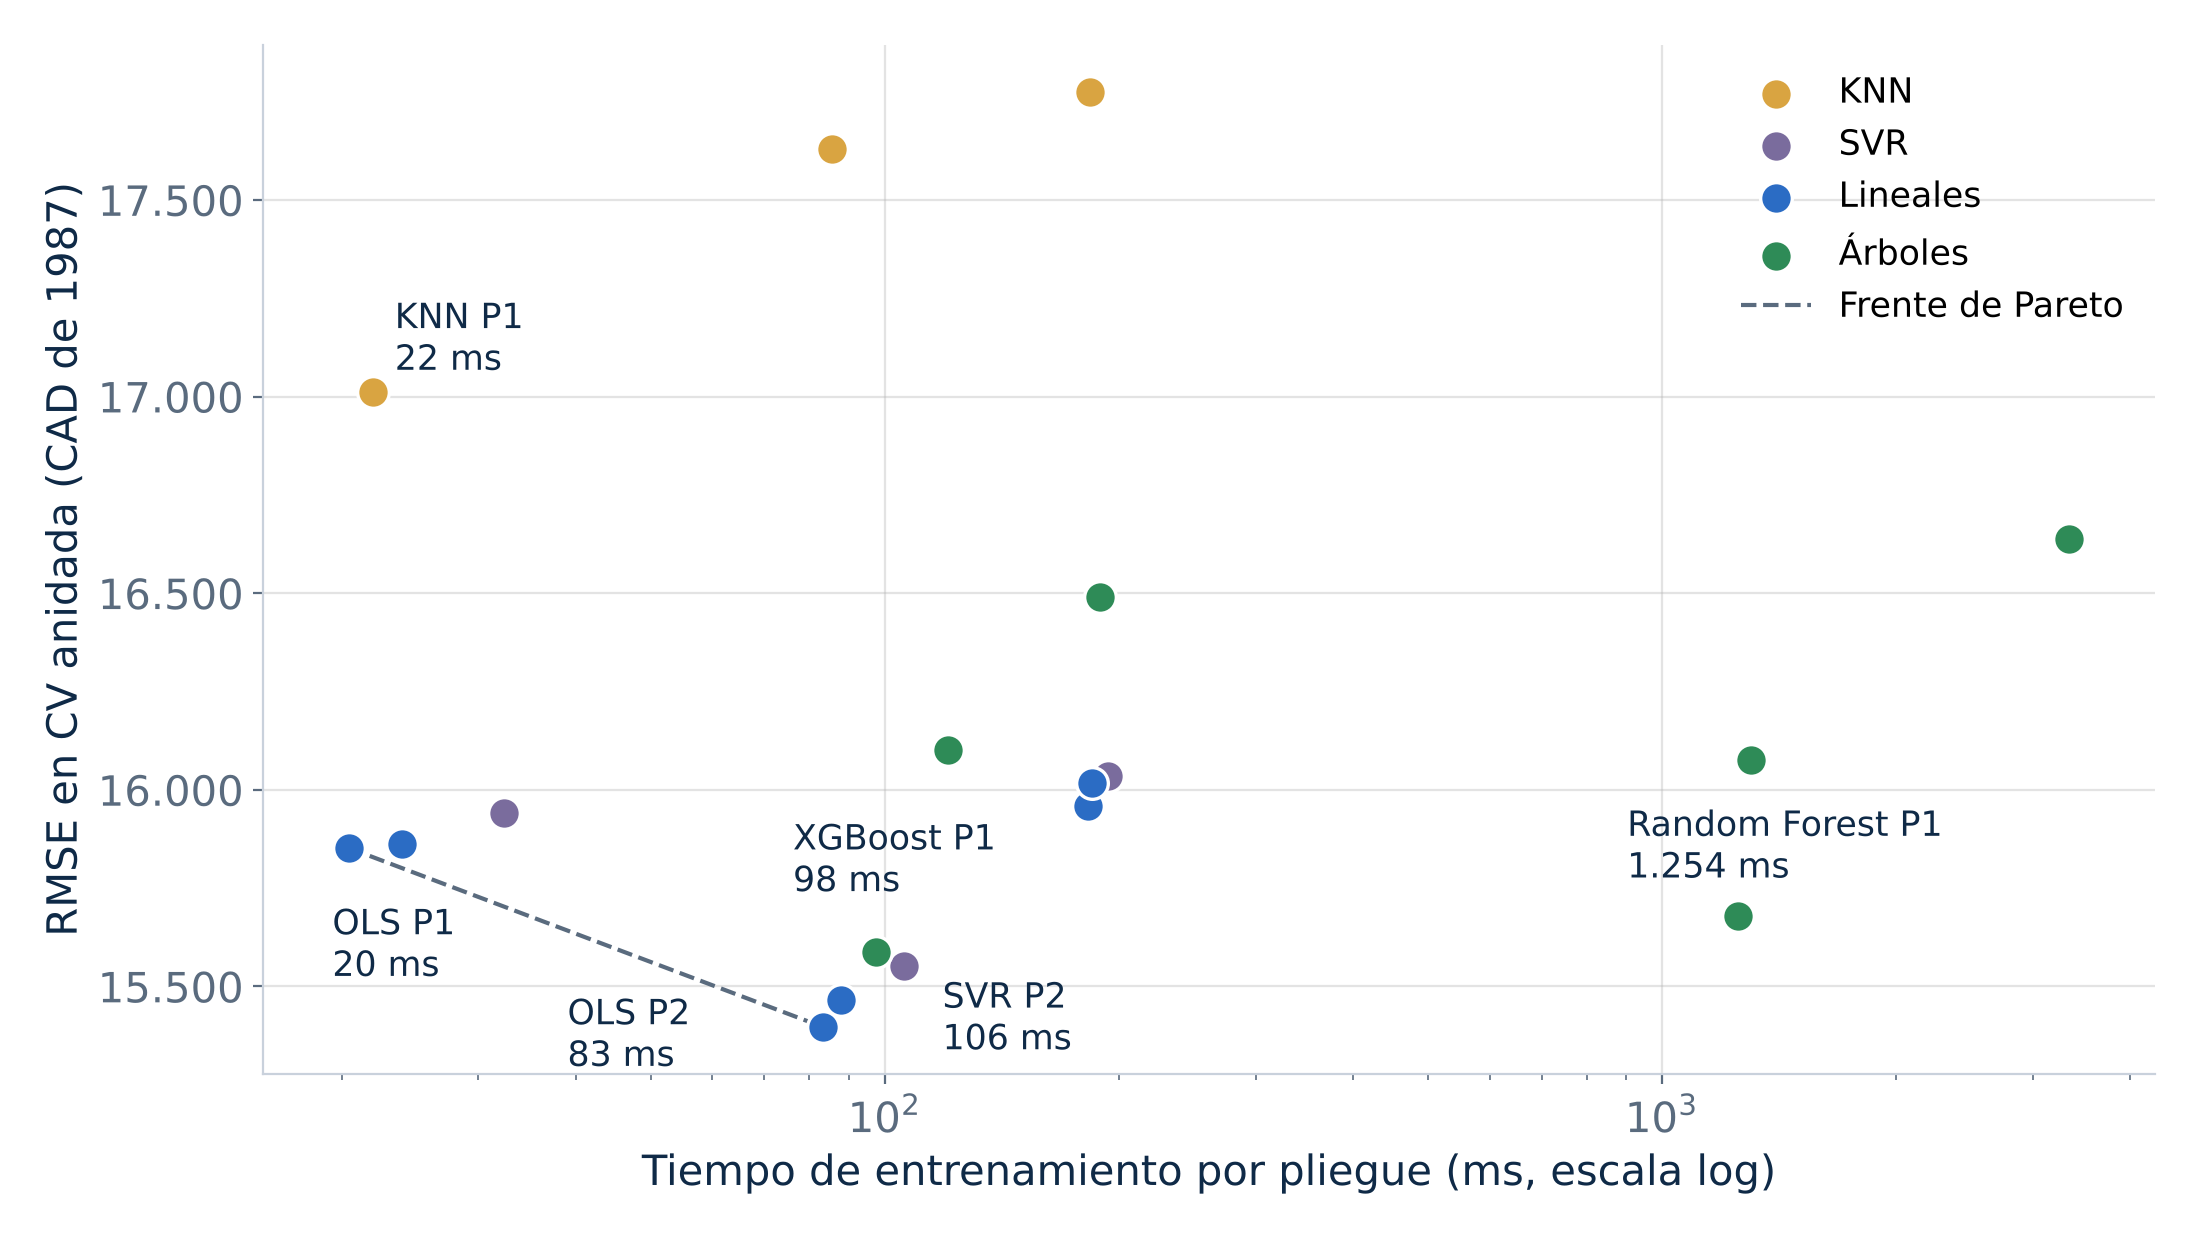 RMSE en CV anidada (CAD de 1987)
17.500
17.000
16.500
16.000
15.500
KNN
SVR
Lineales
Árboles
Frente de Pareto
KNN P1
22 ms
XGBoost P1
98 ms
Random Forest P1
1.254 ms
OLS P1
20 ms
OLS P2
83 ms
SVR P2
106 ms
10²
10³
Tiempo de entrenamiento por pliegue (ms, escala log)